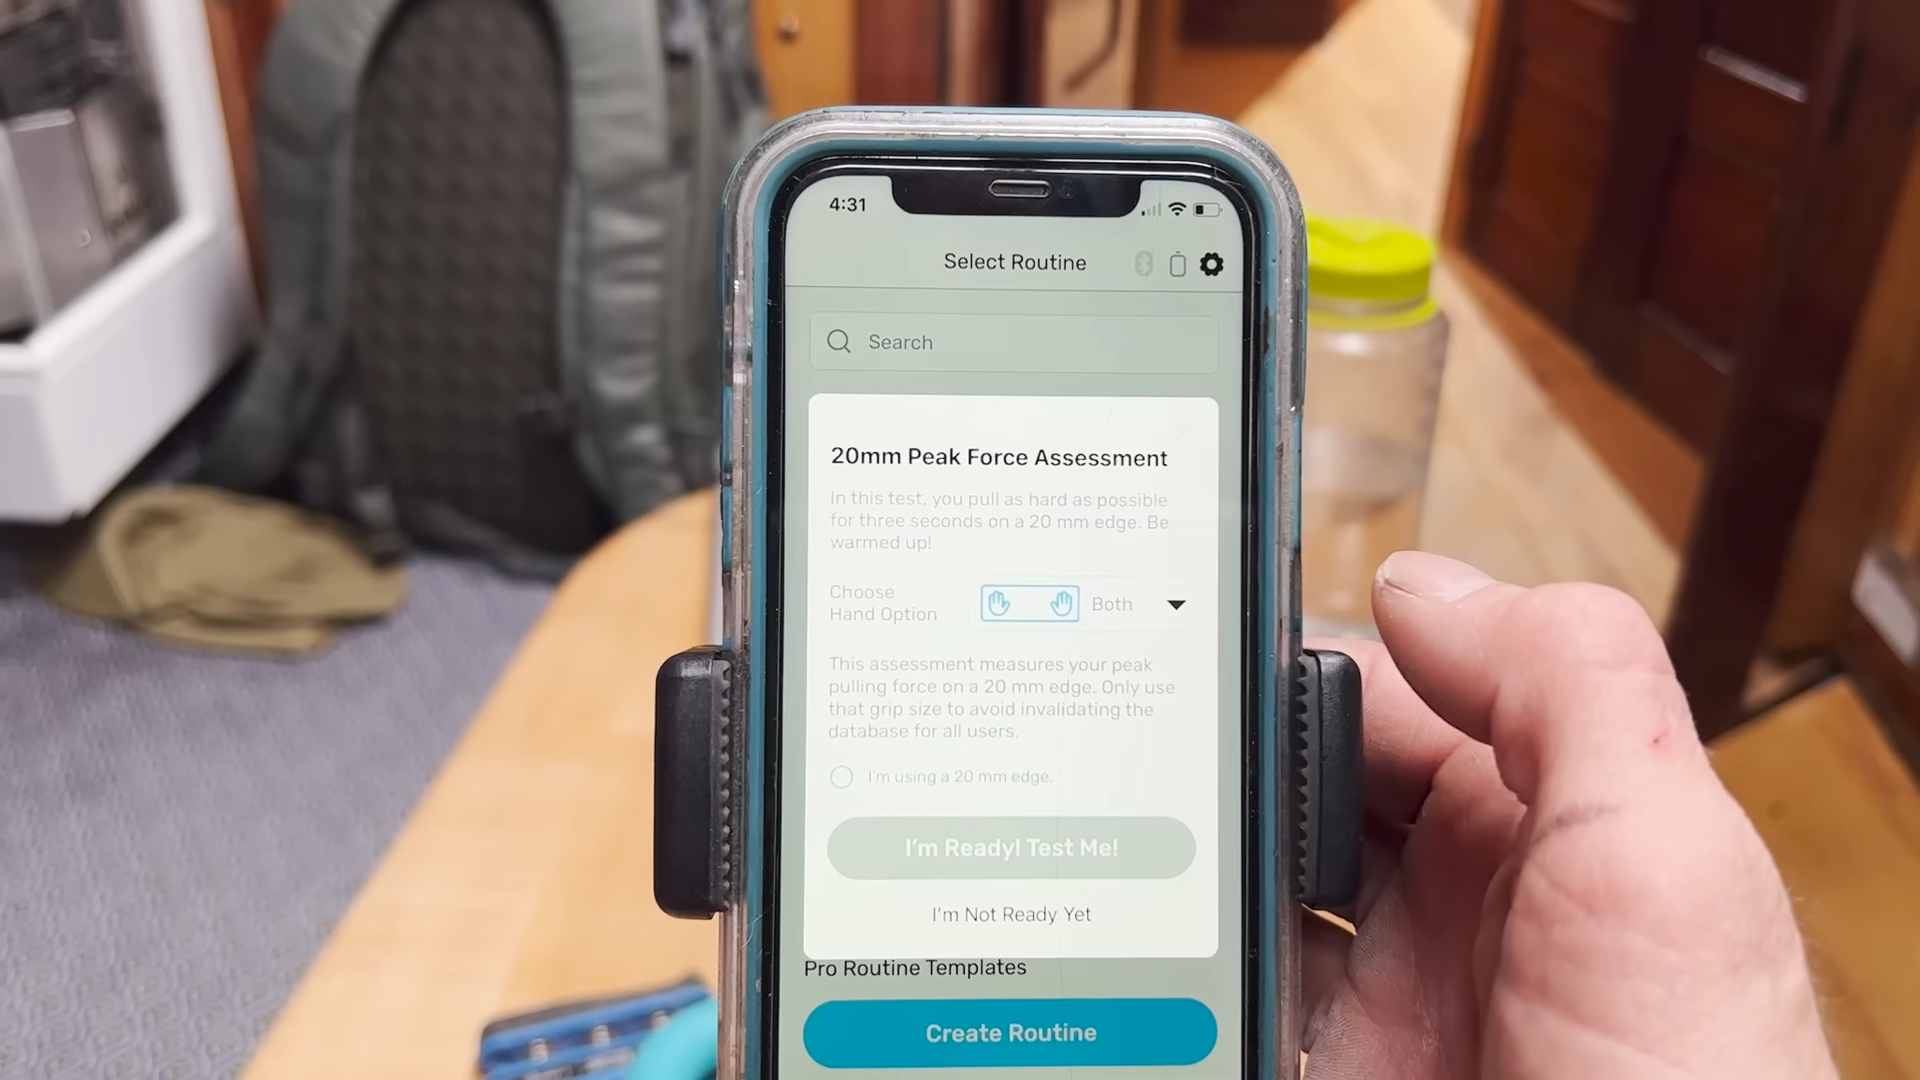 4:31
Select Routine
Search
20mm Peak Force Assessment
In this test, you pull as hard as possible
for three seconds on a 20 mm edge. Be
warmed up!
Choose
Hand Option
Both
This assessment measures your peak
pulling force on a 20 mm edge. Only use
that grip size to avoid invalidating the
database for all users.
I'm using a 20 mm edge.
I'm Ready! Test Me!
I'm Not Ready Yet
Pro Routine Templates
Create Routine